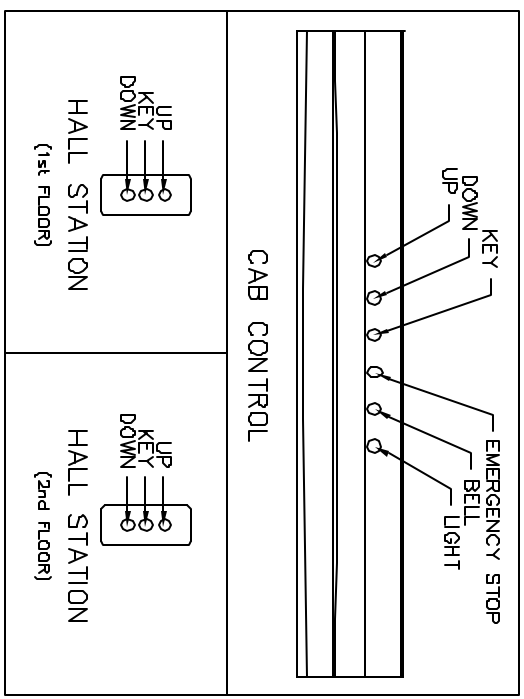 KEY
DOWN
UP
EMERGENCY STOP
BELL
LIGHT
CAB CONTROL
UP
KEY
DOWN
HALL STATION
(1st FLOOR)
UP
KEY
DOWN
HALL STATION
(2nd FLOOR)